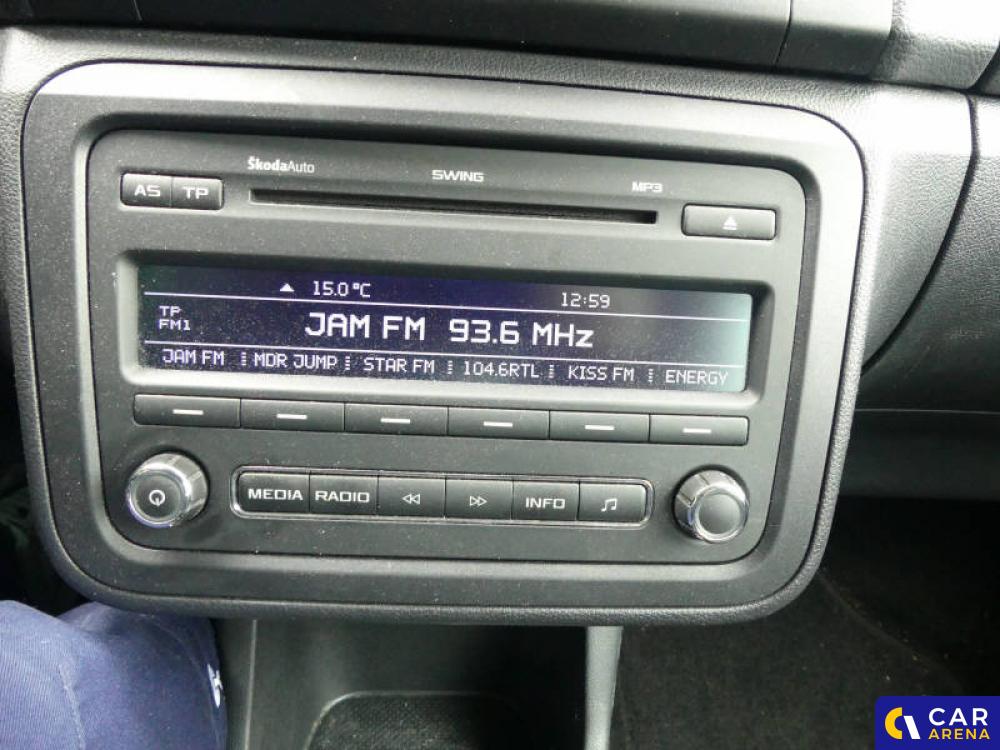 ŠkodaAuto SWING MP3
AS TP
15.0 °C 12:59
TP
FM1
JAM FM 93.6 MHz
JAM FM MDR JUMP STAR FM 104.6RTL KISS FM ENERGY
MEDIA RADIO INFO
CAR
ARENA